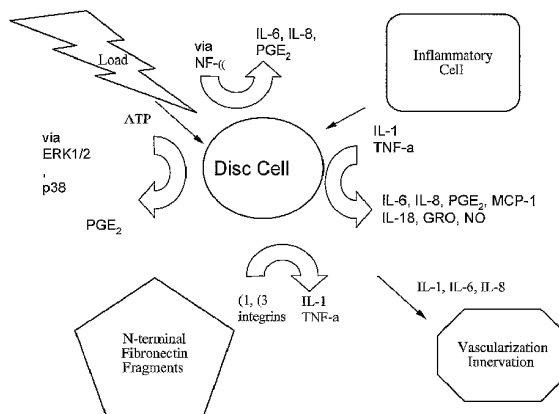 Load
ATP
via
NF-((
IL-6, IL-8,
PGE2
Inflammatory
Cell
IL-1
TNF-a
via
ERK1/2
,
p38
PGE2
Disc Cell
IL-6, IL-8, PGE2, MCP-1
IL-18, GRO, NO
(1, (3
integrins
IL-1
TNF-a
IL-1, IL-6, IL-8
N-terminal
Fibronectin
Fragments
Vascularization
Innervation